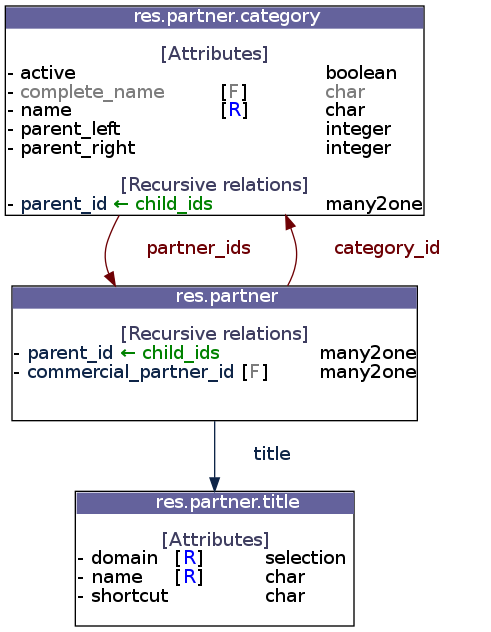 res.partner.category
[Attributes]
- active boolean
- complete_name [F] char
- name [R] char
- parent_left integer
- parent_right integer
[Recursive relations]
- parent_id ← child_ids many2one
partner_ids category_id
res.partner
[Recursive relations]
- parent_id ← child_ids many2one
- commercial_partner_id [F] many2one
title
res.partner.title
[Attributes]
- domain [R] selection
- name [R] char
- shortcut char